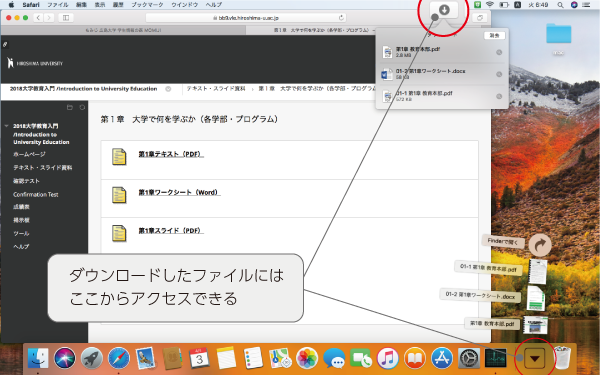 Safari ファイル 編集 表示 履歴 ブックマーク ウインドウ ヘルプ
火 6:49
bb9.vle.hiroshima-u.ac.jp
消去
第1章 教育本部.pdf
2.8 MB
01-2 第1章ワークシート.docx
58 KB
01-1 第1章 教育本部.pdf
572 KB
HIROSHIMA UNIVERSITY
2018大学教育入門 /Introduction to University Education
テキスト・スライド資料
第1章 大学で何を学ぶか（各学部・プログラム）
2018大学教育入門
/Introduction to
University Education
ホームページ
テキスト・スライド資料
確認テスト
Confirmation Test
成績表
掲示板
ツール
ヘルプ
第1章 大学で何を学ぶか（各学部・プログラム）
第1章テキスト（PDF）
第1章ワークシート（Word）
第1章スライド（PDF）
Finderで開く
01-1 第1章 教育本部.pdf
01-2 第1章ワークシート.docx
第1章 教育本部.pdf
ダウンロードしたファイルには
ここからアクセスできる
3